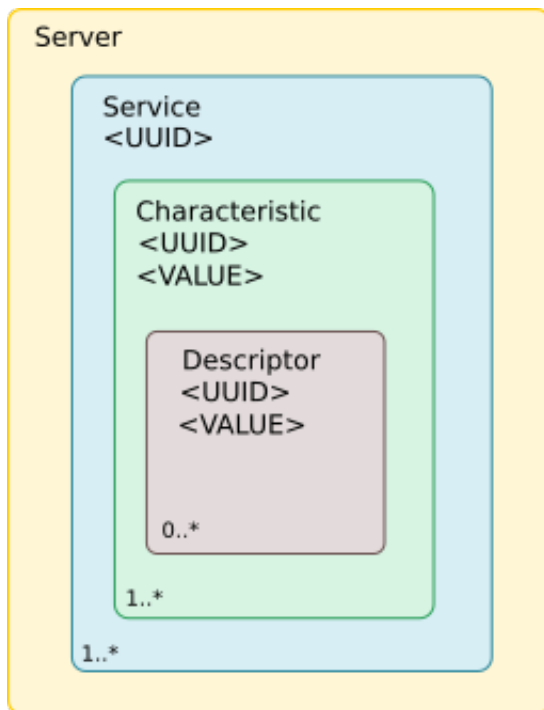 Server
Service
<UUID>
Characteristic
<UUID>
<VALUE>
Descriptor
<UUID>
<VALUE>
0..*
1..*
1..*